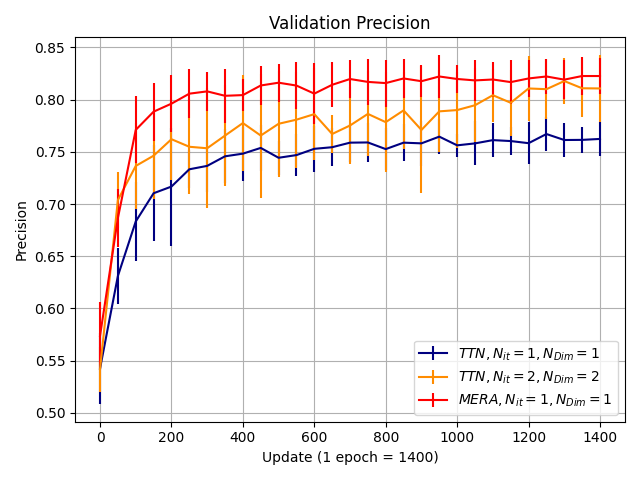 Validation Precision
0.85
0.80
0.75
0.70
0.65
0.60
0.55
0.50
Precision
0 200 400 600 800 1000 1200 1400
Update (1 epoch = 1400)
TTN, N_it = 1, N_Dim = 1
TTN, N_it = 2, N_Dim = 2
MERA, N_it = 1, N_Dim = 1